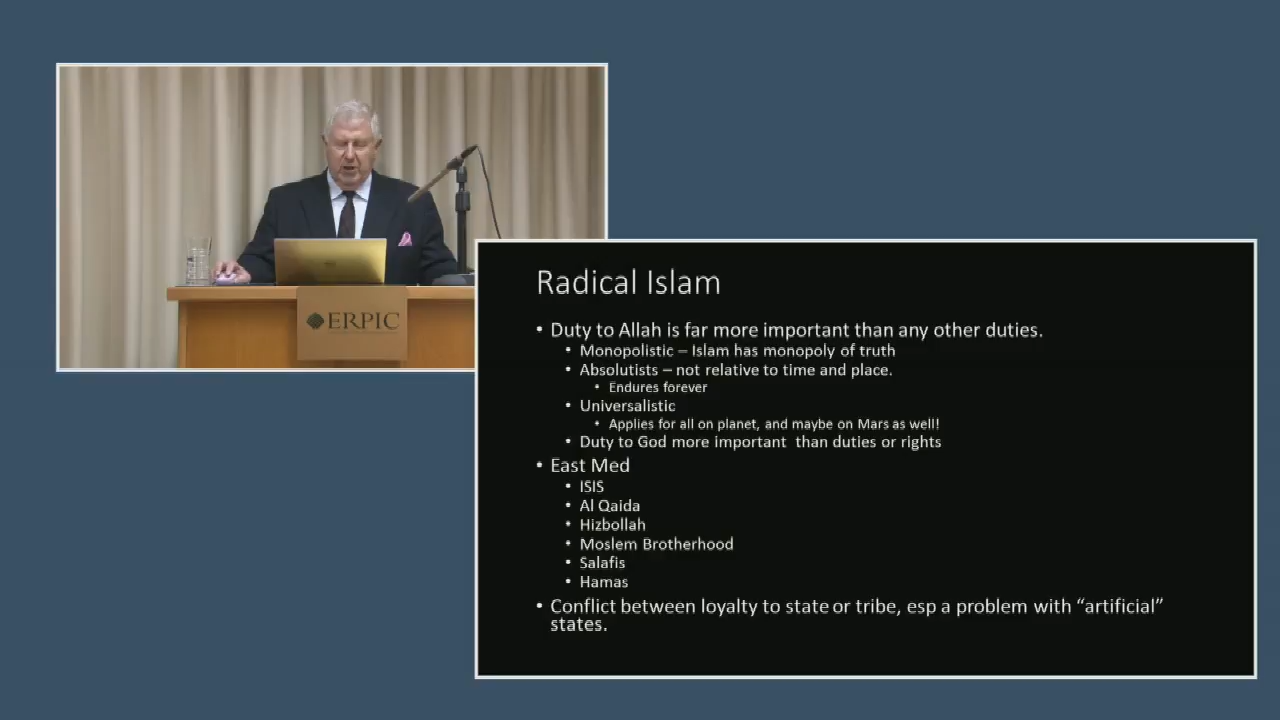 ERPIC
Radical Islam
• Duty to Allah is far more important than any other duties.
• Monopolistic – Islam has monopoly of truth
• Absolutists – not relative to time and place.
• Endures forever
• Universalistic
• Applies for all on planet, and maybe on Mars as well!
• Duty to God more important than duties or rights
• East Med
• ISIS
• Al Qaida
• Hizbollah
• Moslem Brotherhood
• Salafis
• Hamas
• Conflict between loyalty to state or tribe, esp a problem with “artificial”
states.